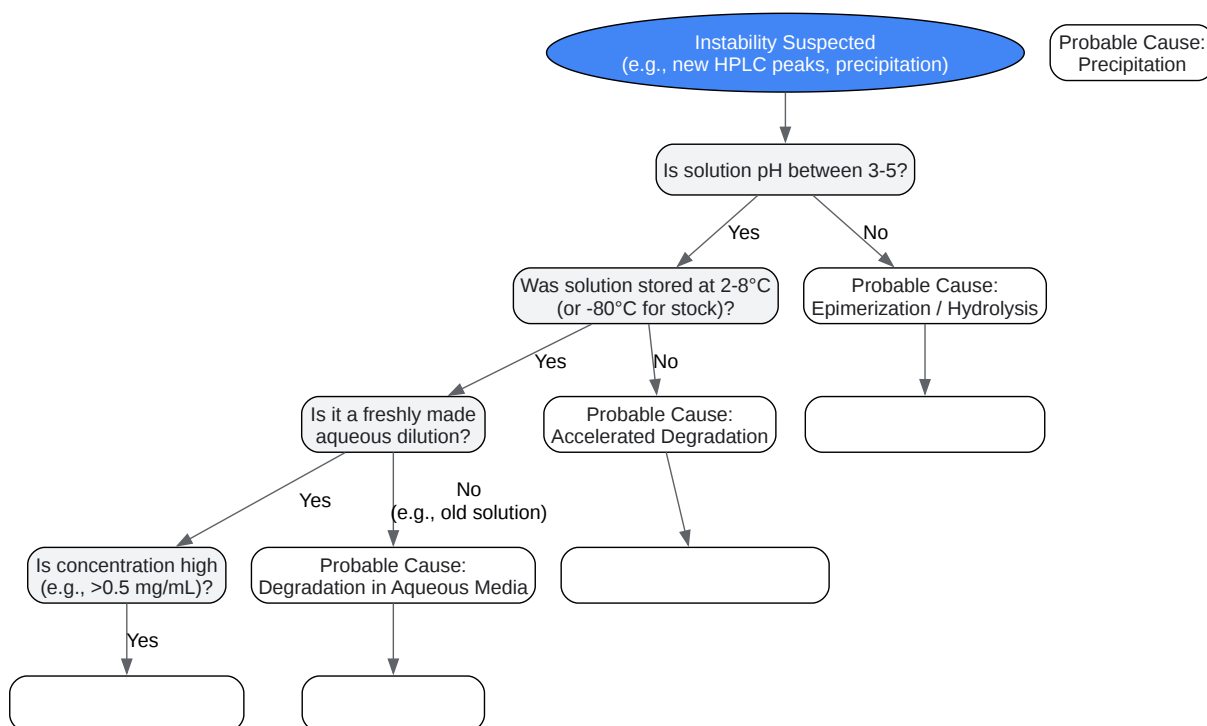 Instability Suspected
(e.g., new HPLC peaks, precipitation)
Probable Cause:
Precipitation
Is solution pH between 3-5?
Yes
No
Was solution stored at 2-8°C
(or -80°C for stock)?
Probable Cause:
Epimerization / Hydrolysis
Yes
No
Is it a freshly made
aqueous dilution?
Probable Cause:
Accelerated Degradation
Yes
No
(e.g., old solution)
Is concentration high
(e.g., >0.5 mg/mL)?
Probable Cause:
Degradation in Aqueous Media
Yes